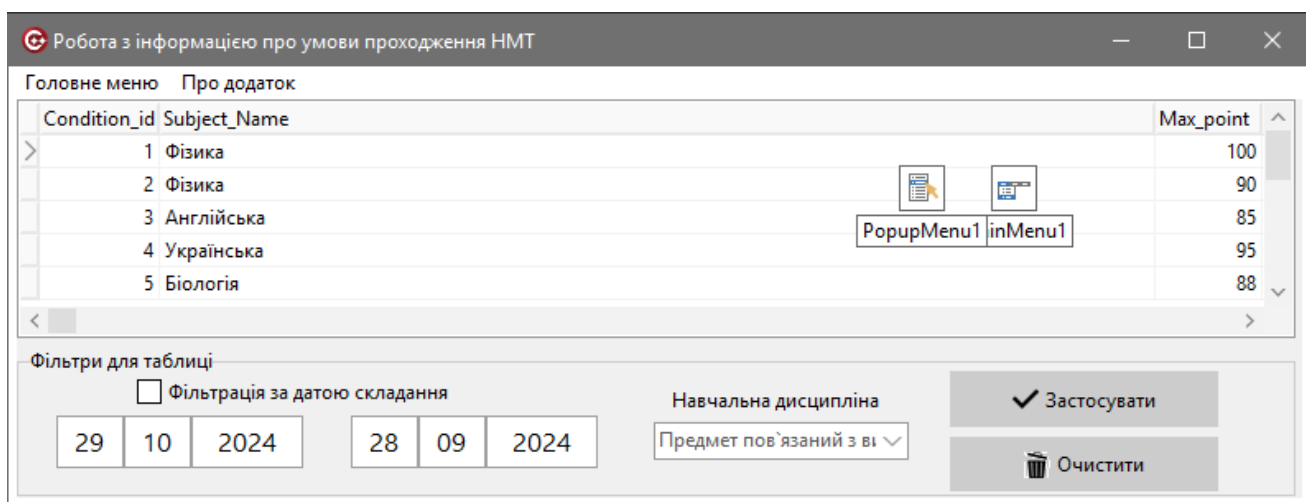 Робота з інформацією про умови проходження НМТ
Головне меню Про додаток
Condition_id Subject_Name Max_point
1 Фізика 100
2 Фізика 90
3 Англійська 85
PopupMenu1 inMenu1
4 Українська 95
5 Біологія 88
Фільтри для таблиці
Фільтрація за датою складання
Навчальна дисципліна
Застосувати
29 10 2024 28 09 2024
Предмет пов`язаний з ви
Очистити